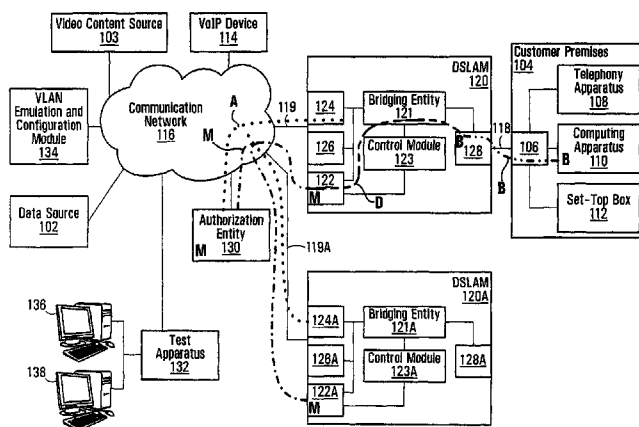 Video Content Source
103
VoIP Device
114
VLAN
Emulation and
Configuration
Module
134
Communication
Network
116
A
M
119
Data Source
102
Authorization
Entity
130
M
119A
136
138
Test
Apparatus
132
DSLAM
120
124
126
122
M
Bridging Entity
121
Control Module
123
B
128
D
118
B
Customer Premises
104
Telephony
Apparatus
108
106
Computing
Apparatus
110
B
Set-Top Box
112
DSLAM
120A
124A
126A
122A
M
Bridging Entity
121A
Control Module
123A
128A